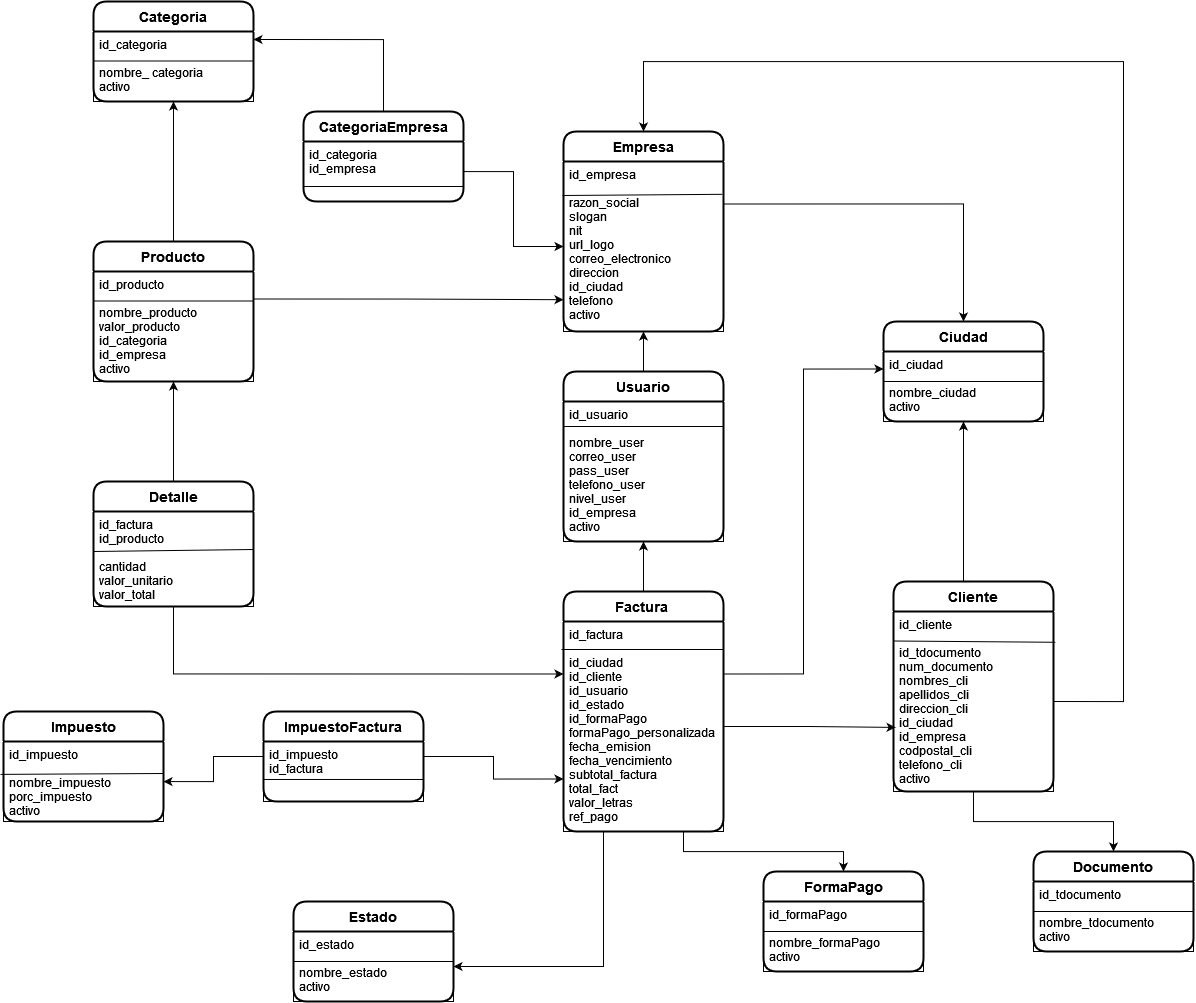 Categoria
id_categoria
nombre_ categoria
activo
CategoriaEmpresa
id_categoria
id_empresa
Empresa
id_empresa
razon_social
slogan
nit
url_logo
correo_electronico
direccion
id_ciudad
telefono
activo
Producto
id_producto
nombre_producto
valor_producto
id_categoria
id_empresa
activo
Ciudad
id_ciudad
nombre_ciudad
activo
Usuario
id_usuario
nombre_user
correo_user
pass_user
telefono_user
nivel_user
id_empresa
activo
Detalle
id_factura
id_producto
cantidad
valor_unitario
valor_total
Factura
id_factura
id_ciudad
id_cliente
id_usuario
id_estado
id_formaPago
formaPago_personalizada
fecha_emision
fecha_vencimiento
subtotal_factura
total_fact
valor_letras
ref_pago
Cliente
id_cliente
id_tdocumento
num_documento
nombres_cli
apellidos_cli
direccion_cli
id_ciudad
id_empresa
codpostal_cli
telefono_cli
activo
Impuesto
id_impuesto
nombre_impuesto
porc_impuesto
activo
ImpuestoFactura
id_impuesto
id_factura
Documento
id_tdocumento
nombre_tdocumento
activo
FormaPago
id_formaPago
nombre_formaPago
activo
Estado
id_estado
nombre_estado
activo